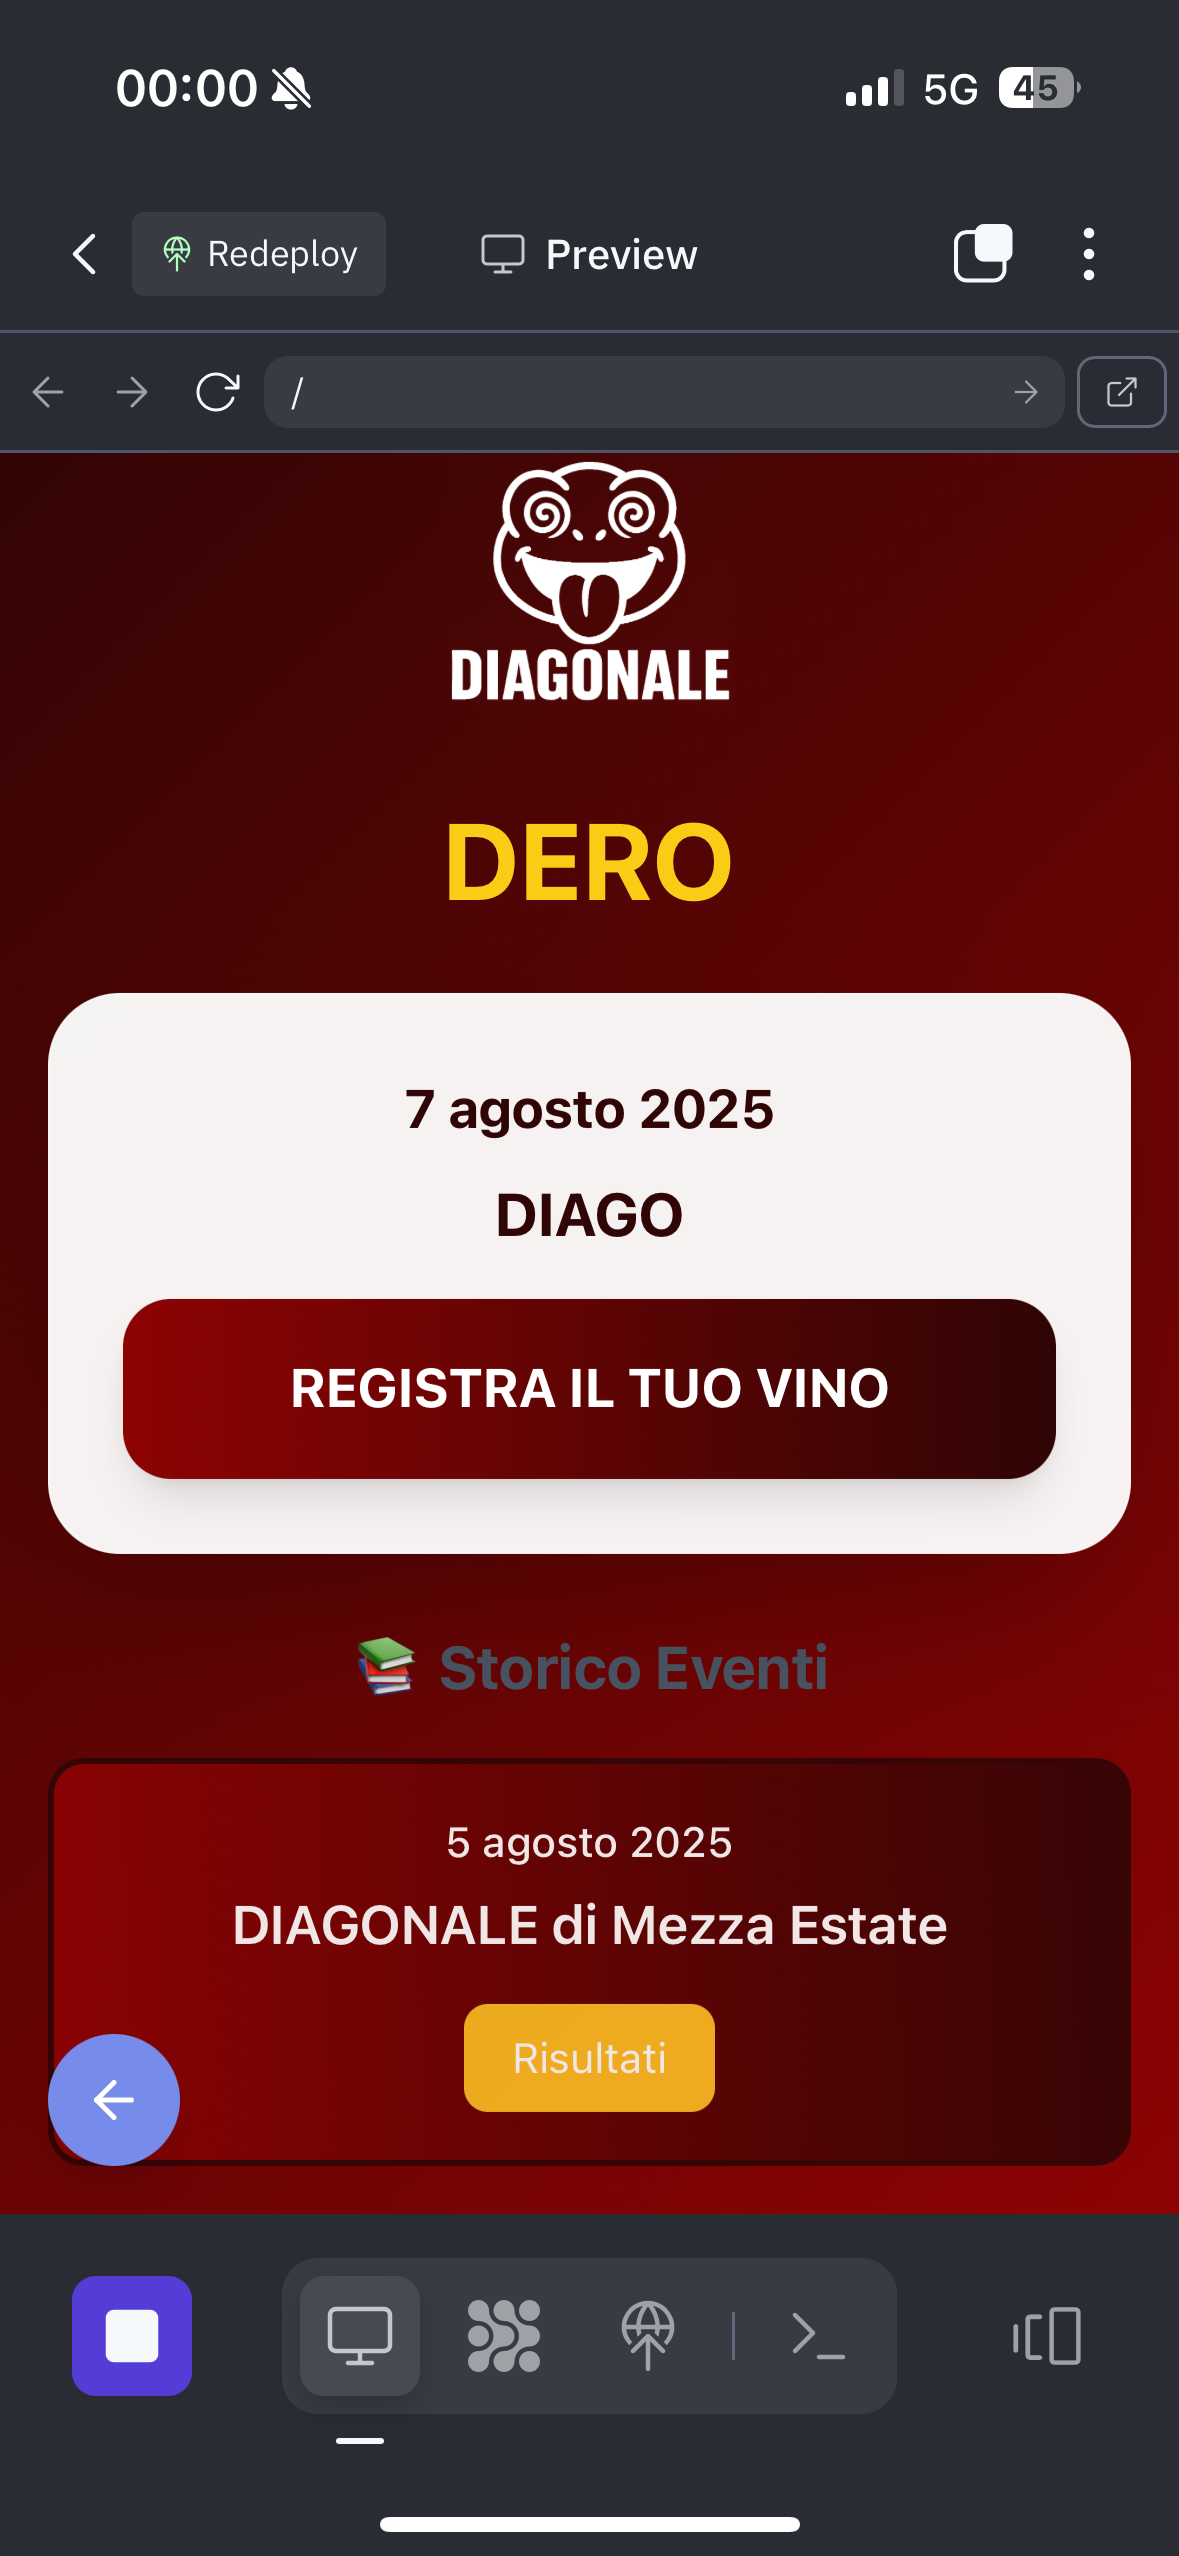 00:00
5G
45
Redeploy
Preview
/
DIAGONALE
DERO
7 agosto 2025
DIAGO
REGISTRA IL TUO VINO
📚 Storico Eventi
5 agosto 2025
DIAGONALE di Mezza Estate
Risultati